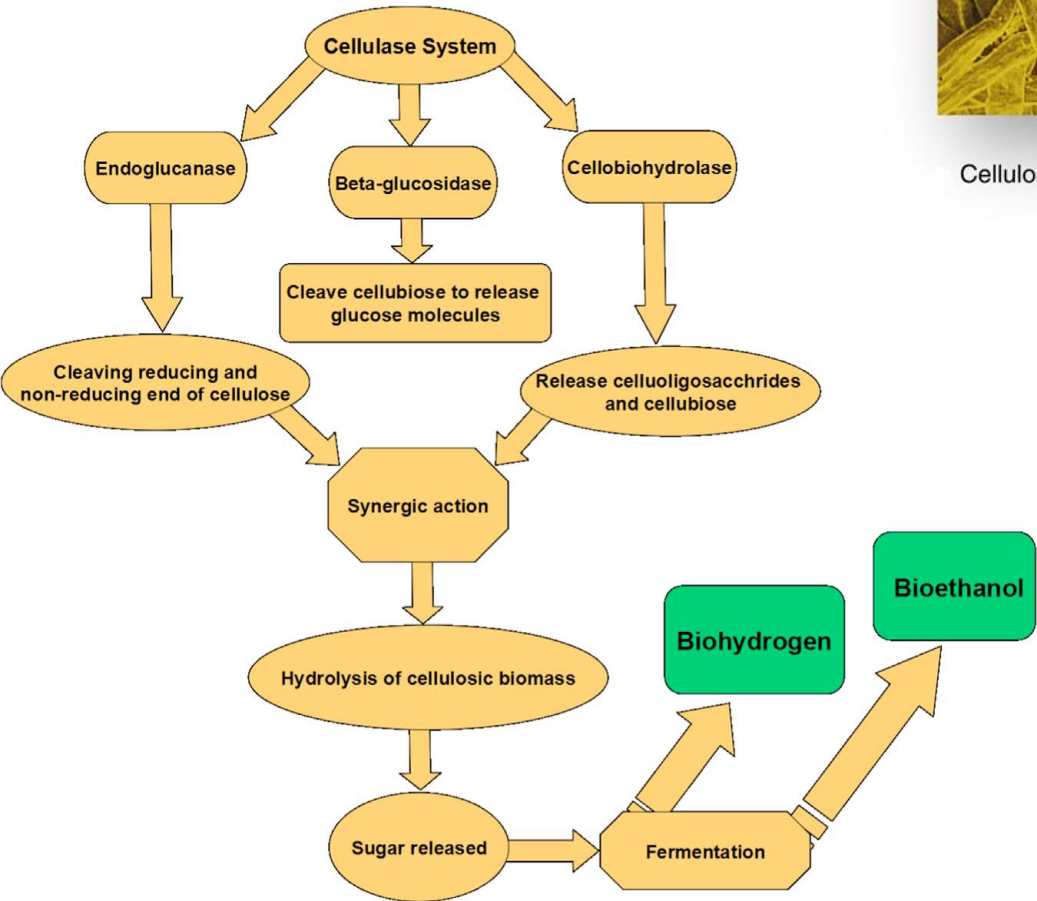 Cellulase System
Endoglucanase
Beta-glucosidase
Cellobiohydrolase
Cleave cellubiose to release
glucose molecules
Cleaving reducing and
non-reducing end of cellulose
Release celluoligosacchrides
and cellubiose
Synergic action
Hydrolysis of cellulosic biomass
Sugar released
Fermentation
Biohydrogen
Bioethanol